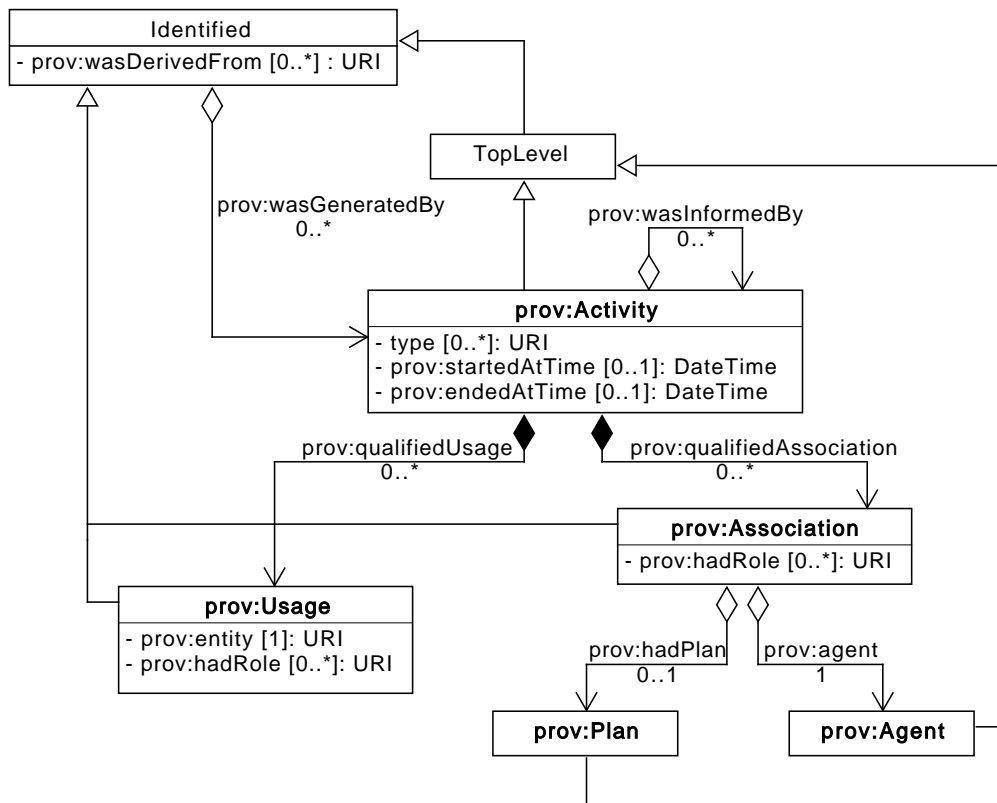 Identified
- prov:wasDerivedFrom [0..*] : URI
TopLevel
prov:wasGeneratedBy
0..*
prov:wasInformedBy
0..*
prov:Activity
- type [0..*]: URI
- prov:startedAtTime [0..1]: DateTime
- prov:endedAtTime [0..1]: DateTime
prov:qualifiedUsage
0..*
prov:qualifiedAssociation
0..*
prov:Association
- prov:hadRole [0..*]: URI
prov:Usage
- prov:entity [1]: URI
- prov:hadRole [0..*]: URI
prov:hadPlan
0..1
prov:agent
1
prov:Plan
prov:Agent